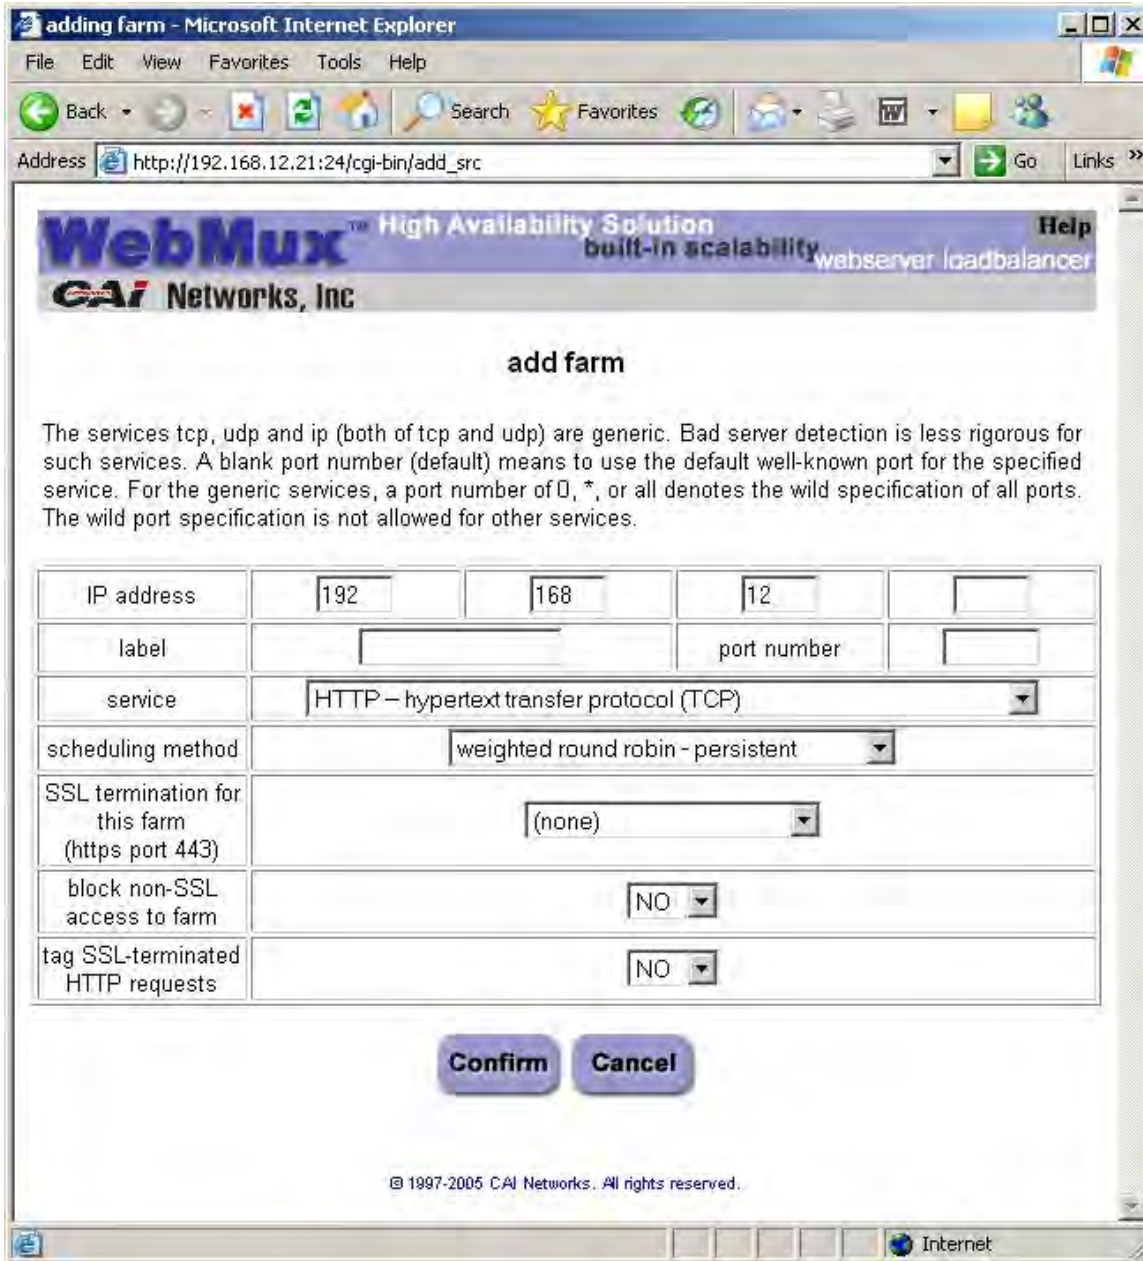 adding farm - Microsoft Internet Explorer
File Edit View Favorites Tools Help
Back Search Favorites
Address http://192.168.12.21:24/cgi-bin/add_src Go Links »
WebMux™ High Availability Solution Help
built-in scalability
webserver loadbalancer
CAI Networks, Inc
add farm
The services tcp, udp and ip (both of tcp and udp) are generic. Bad server detection is less rigorous for
such services. A blank port number (default) means to use the default well-known port for the specified
service. For the generic services, a port number of 0, *, or all denotes the wild specification of all ports.
The wild port specification is not allowed for other services.
IP address 192 168 12
label port number
service HTTP – hypertext transfer protocol (TCP)
scheduling method weighted round robin - persistent
SSL termination for
this farm
(https port 443)
(none)
block non-SSL
access to farm
NO
tag SSL-terminated
HTTP requests
NO
Confirm Cancel
© 1997-2005 CAI Networks. All rights reserved.
Internet